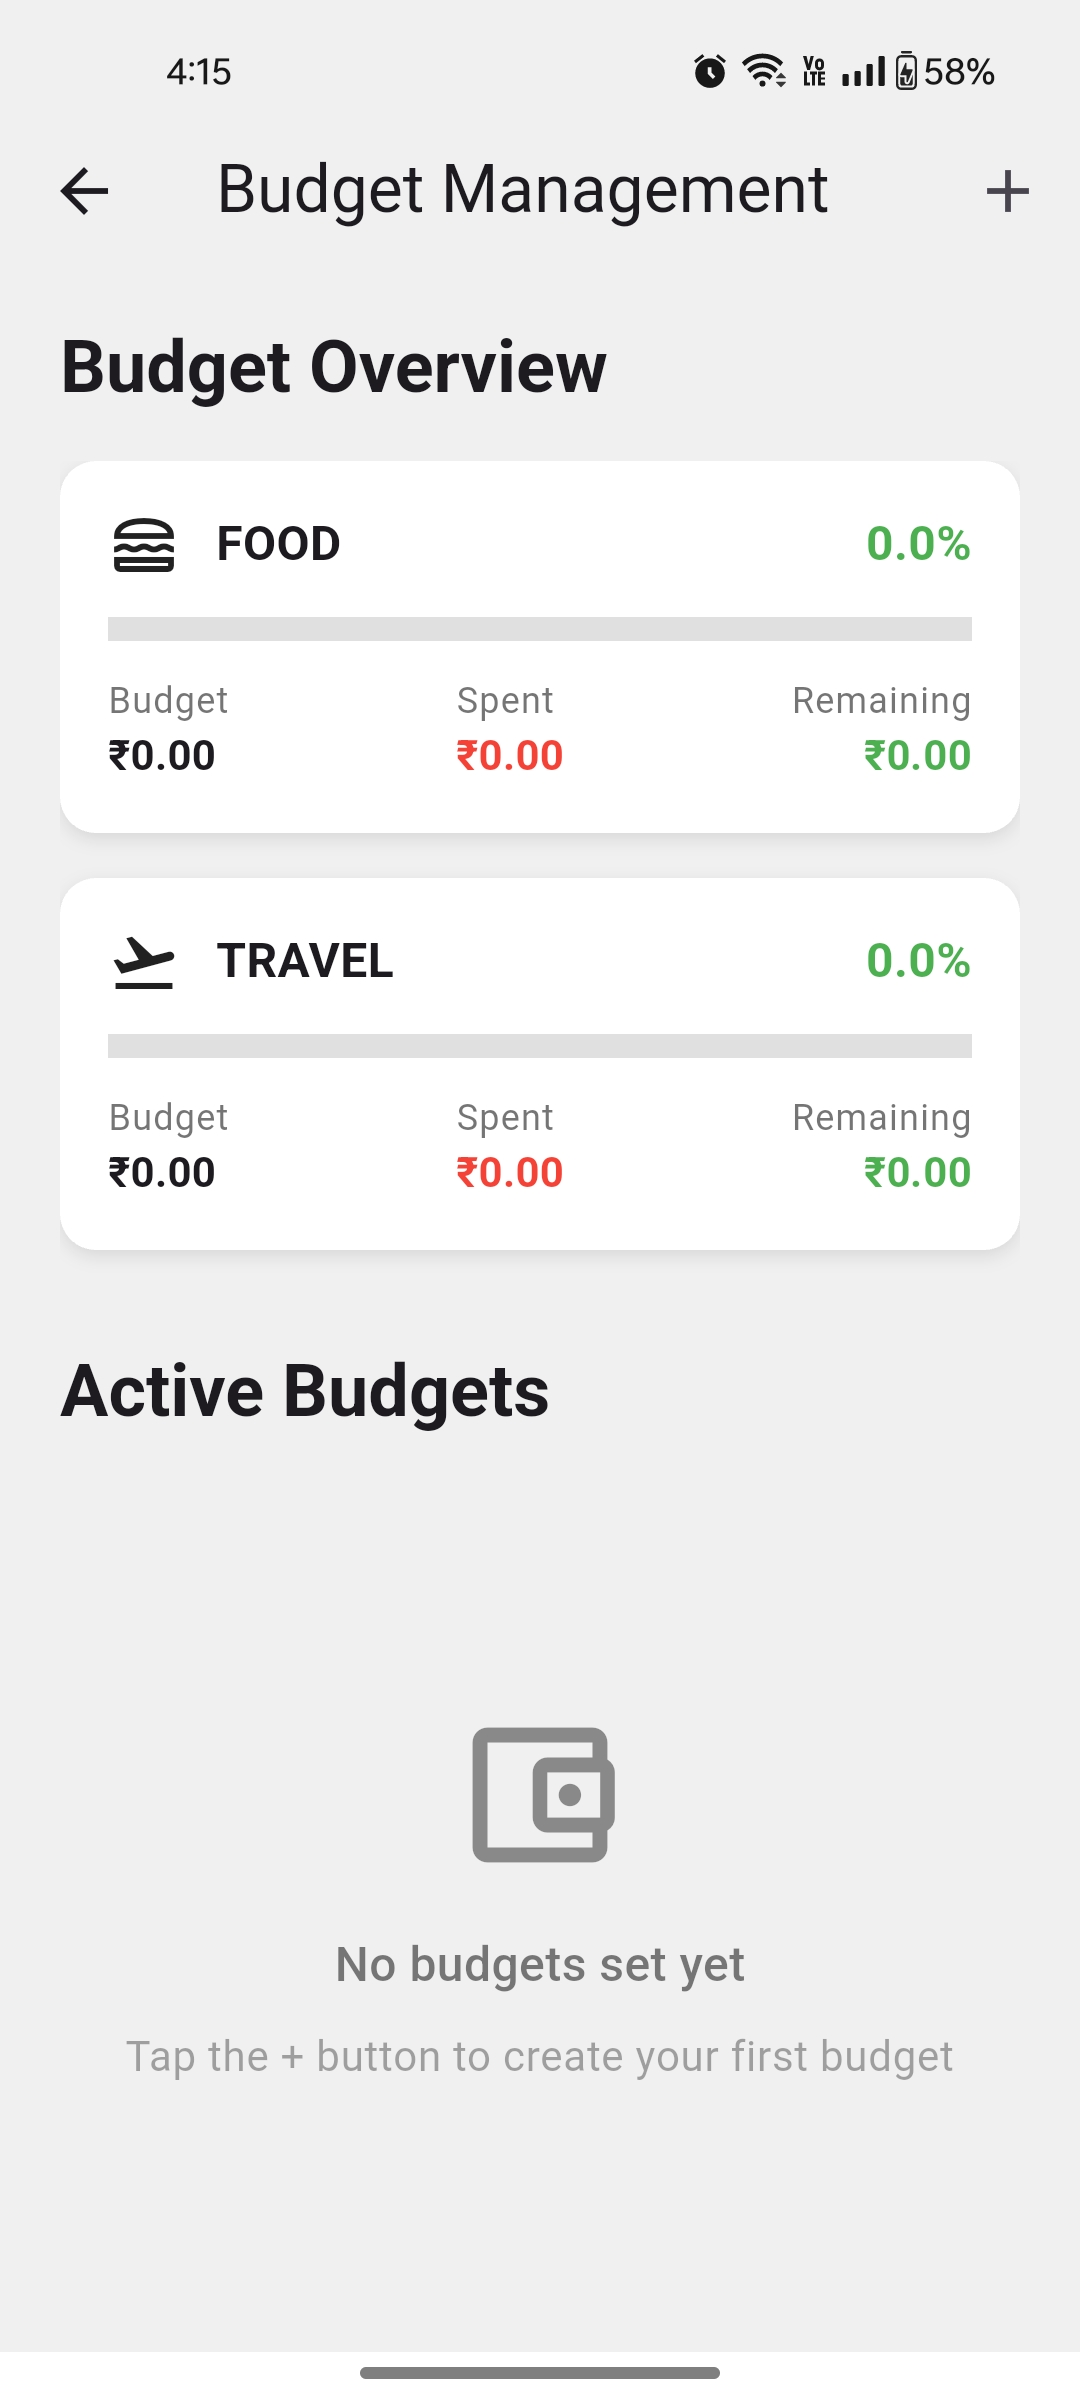 4:15 Vo LTE 58%
Budget Management
Budget Overview
FOOD 0.0%
Budget Spent Remaining
₹0.00 ₹0.00 ₹0.00
TRAVEL 0.0%
Budget Spent Remaining
₹0.00 ₹0.00 ₹0.00
Active Budgets
No budgets set yet
Tap the + button to create your first budget